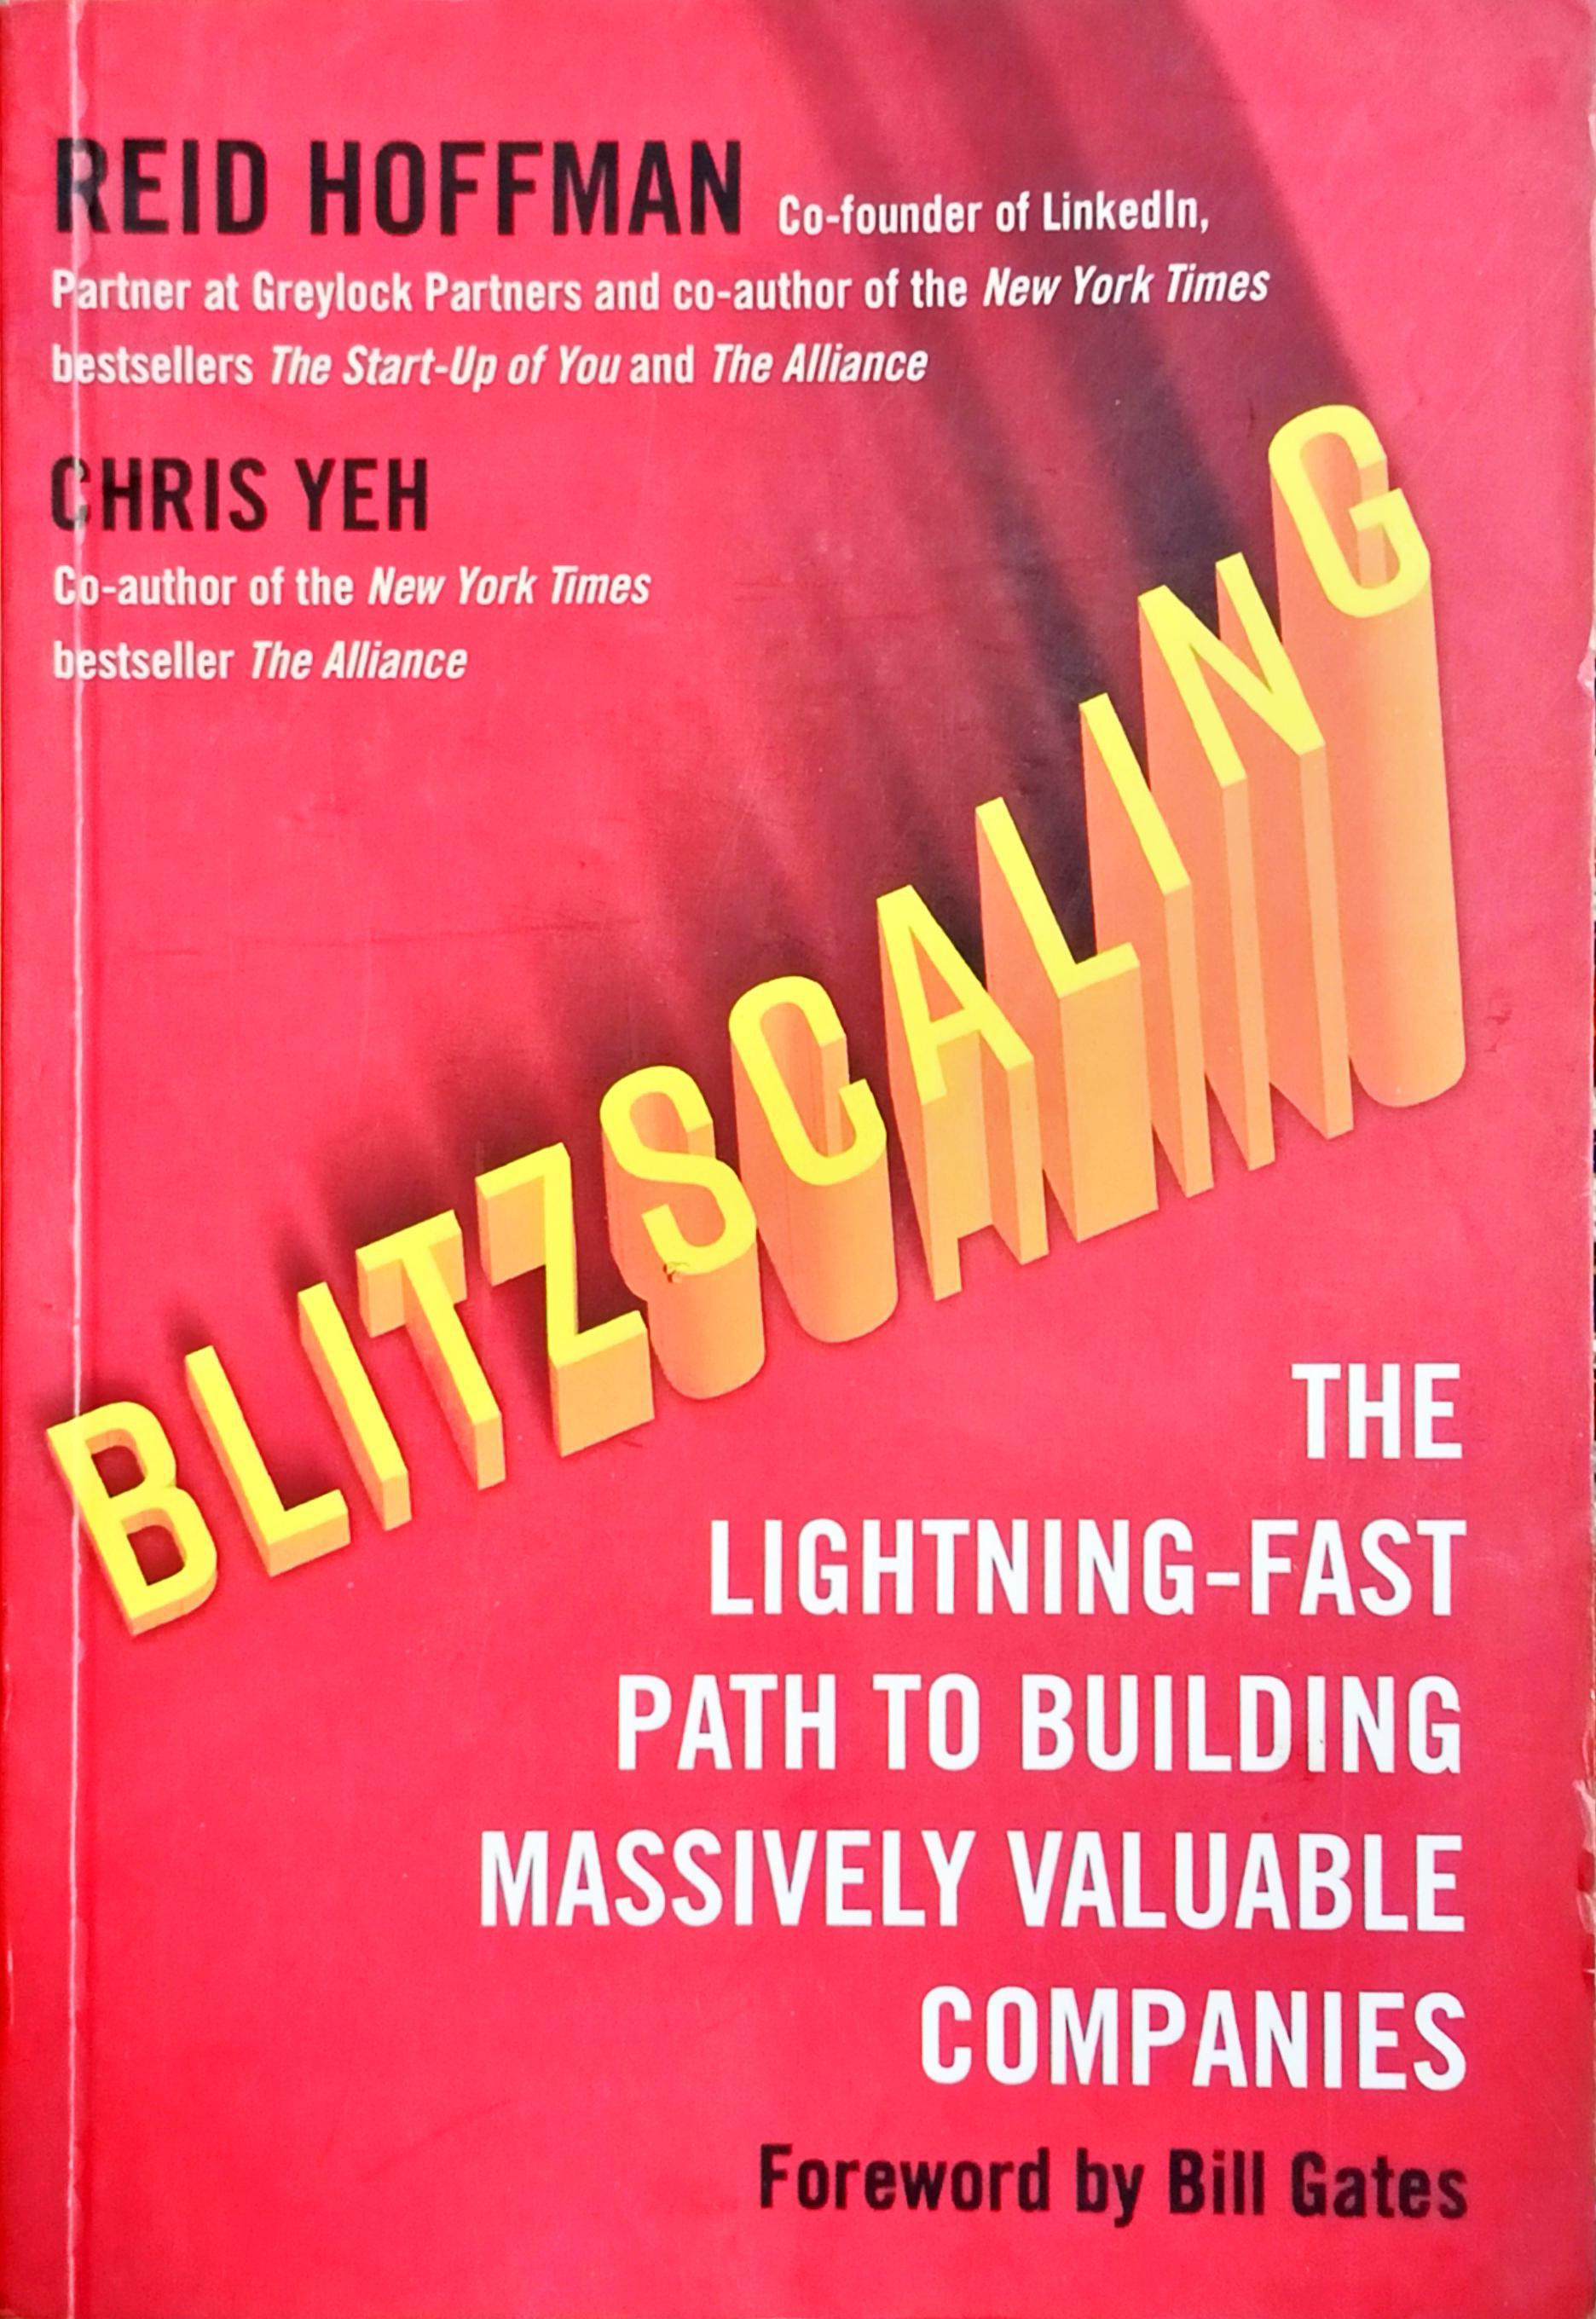 REID HOFFMAN Co-founder of LinkedIn,
Partner at Greylock Partners and co-author of the New York Times
bestsellers The Start-Up of You and The Alliance
CHRIS YEH
Co-author of the New York Times
bestseller The Alliance
BLITZSCALING
THE
LIGHTNING-FAST
PATH TO BUILDING
MASSIVELY VALUABLE
COMPANIES
Foreword by Bill Gates